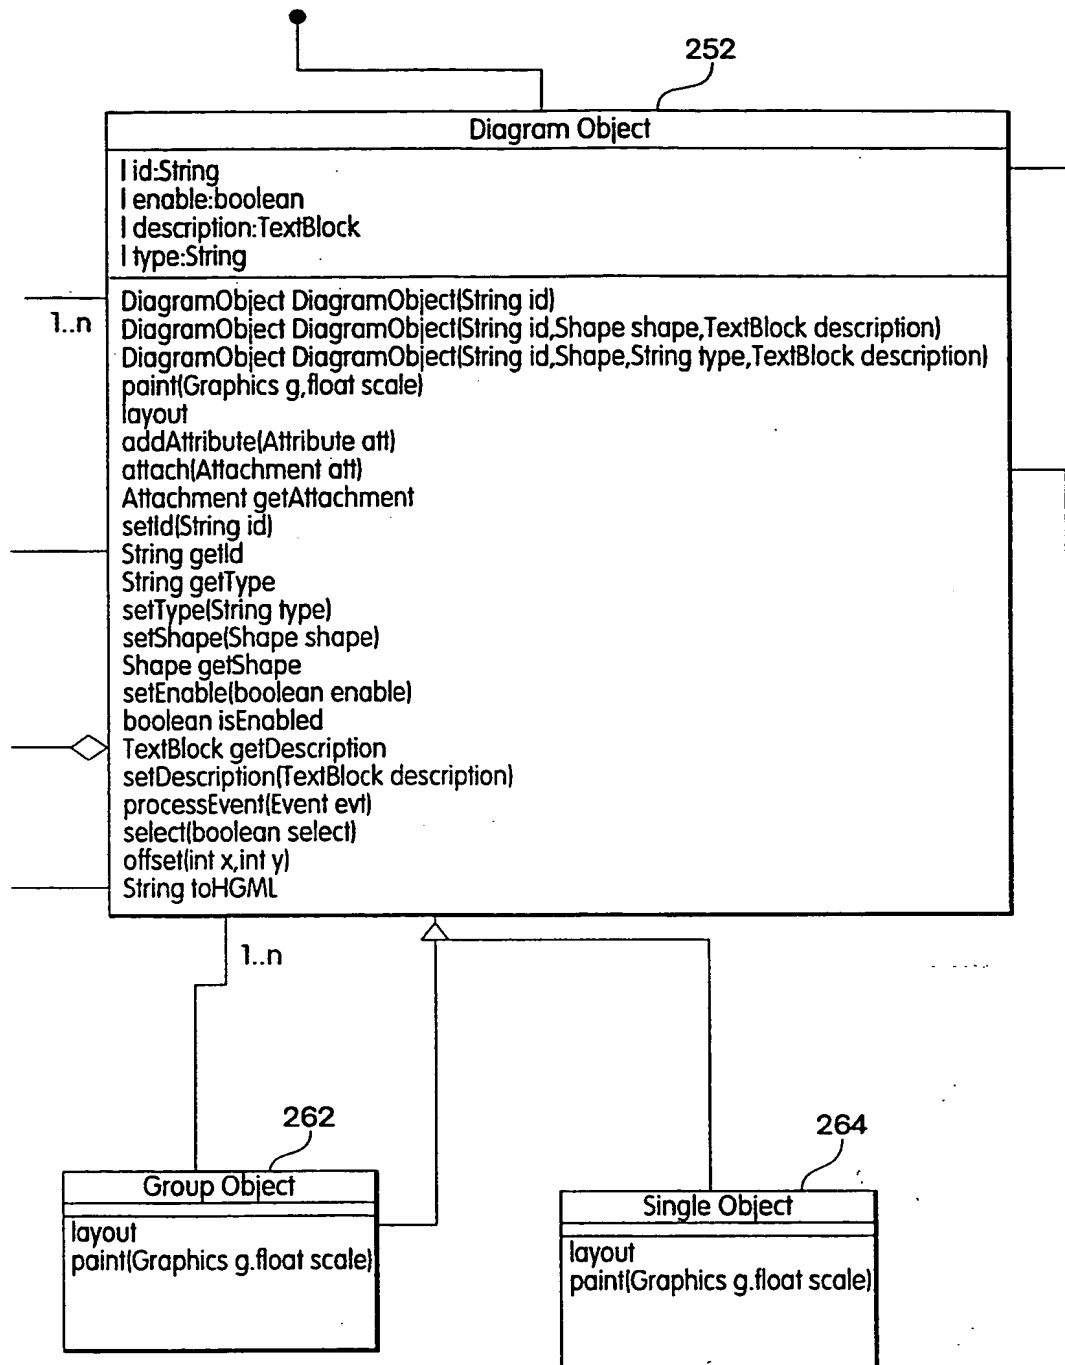 252
Diagram Object
I id:String
I enable:boolean
I description:TextBlock
I type:String
1..n
DiagramObject DiagramObject(String id)
DiagramObject DiagramObject(String id,Shape shape,TextBlock description)
DiagramObject DiagramObject(String id,Shape,String type,TextBlock description)
paint(Graphics g,float scale)
layout
addAttribute(Attribute att)
attach(Attachment att)
Attachment getAttachment
setId(String id)
String getId
String getType
setType(String type)
setShape(Shape shape)
Shape getShape
setEnable(boolean enable)
boolean isEnabled
TextBlock getDescription
setDescription(TextBlock description)
processEvent(Event evt)
select(boolean select)
offset(int x,int y)
String toHGML
1..n
262
Group Object
layout
paint(Graphics g.float scale)
264
Single Object
layout
paint(Graphics g.float scale)